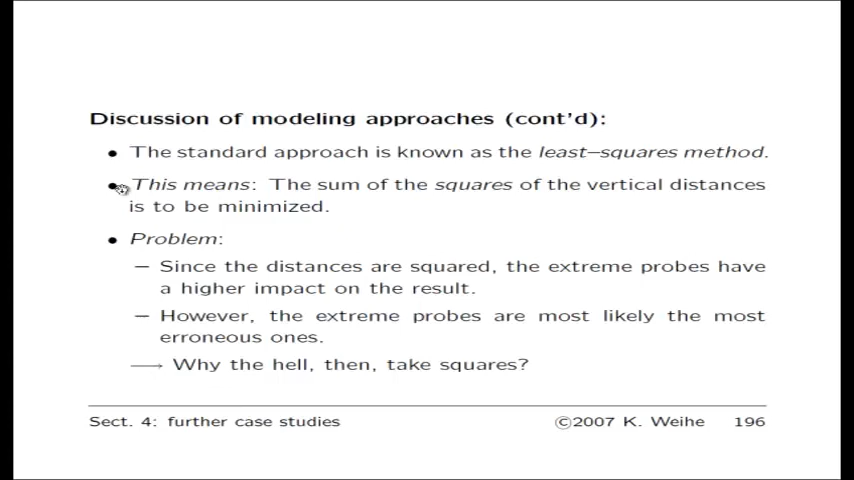 Discussion of modeling approaches (cont'd):
• The standard approach is known as the least–squares method.
• This means: The sum of the squares of the vertical distances
is to be minimized.
• Problem:
– Since the distances are squared, the extreme probes have
a higher impact on the result.
– However, the extreme probes are most likely the most
erroneous ones.
⟶ Why the hell, then, take squares?
Sect. 4: further case studies ©2007 K. Weihe 196